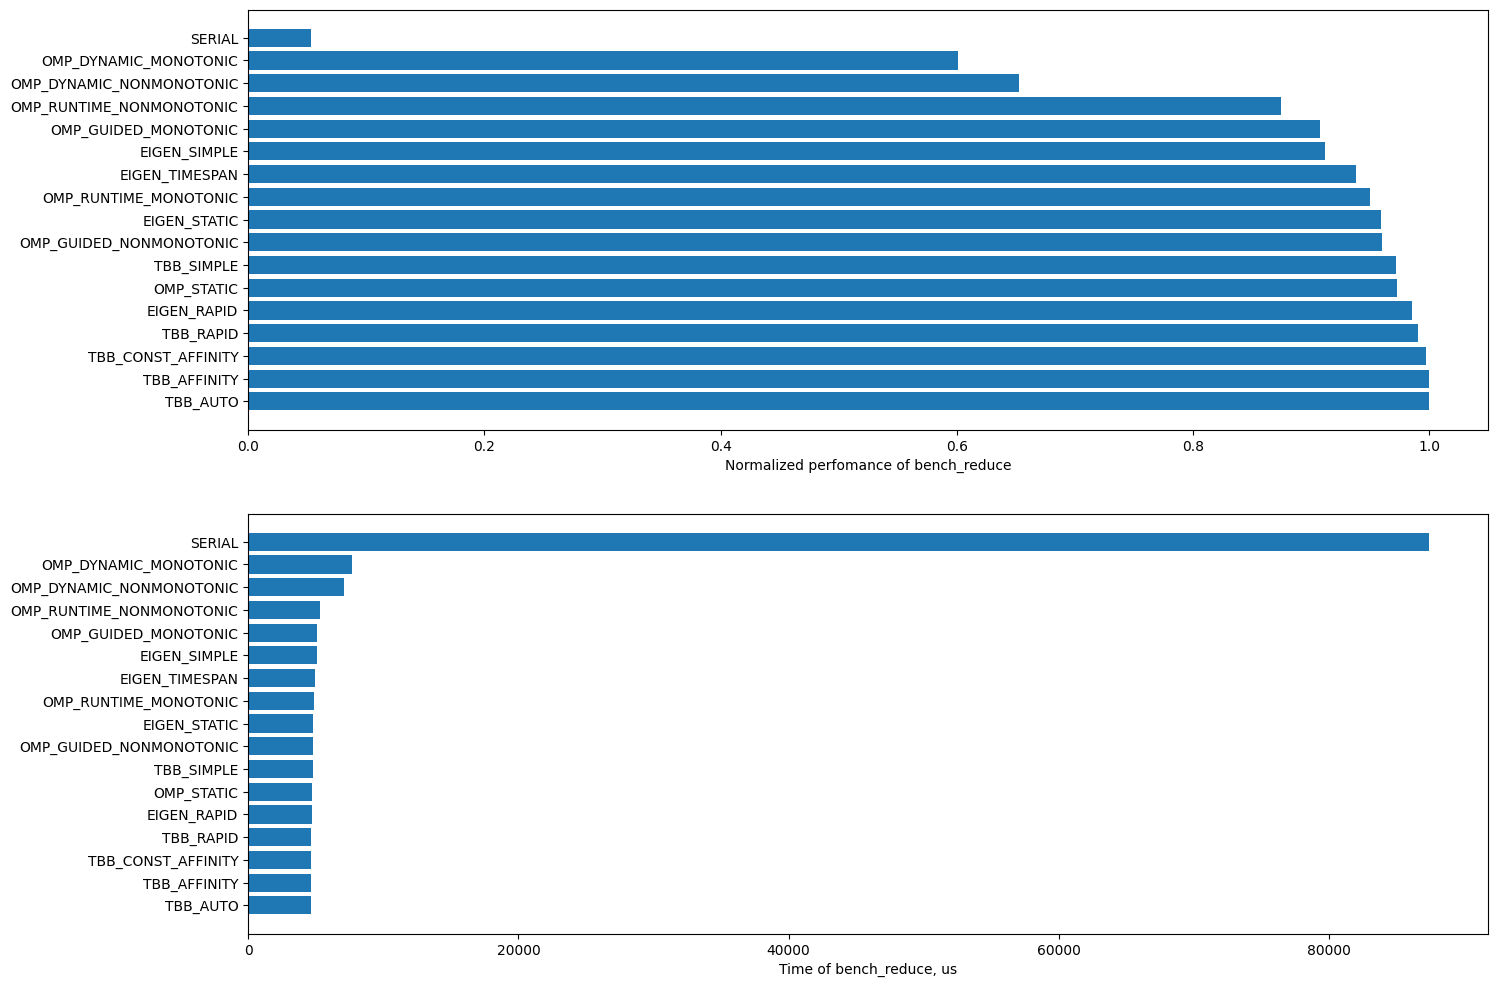 SERIAL
OMP_DYNAMIC_MONOTONIC
OMP_DYNAMIC_NONMONOTONIC
OMP_RUNTIME_NONMONOTONIC
OMP_GUIDED_MONOTONIC
EIGEN_SIMPLE
EIGEN_TIMESPAN
OMP_RUNTIME_MONOTONIC
EIGEN_STATIC
OMP_GUIDED_NONMONOTONIC
TBB_SIMPLE
OMP_STATIC
EIGEN_RAPID
TBB_RAPID
TBB_CONST_AFFINITY
TBB_AFFINITY
TBB_AUTO
0.0 0.2 0.4 0.6 0.8 1.0
Normalized perfomance of bench_reduce
SERIAL
OMP_DYNAMIC_MONOTONIC
OMP_DYNAMIC_NONMONOTONIC
OMP_RUNTIME_NONMONOTONIC
OMP_GUIDED_MONOTONIC
EIGEN_SIMPLE
EIGEN_TIMESPAN
OMP_RUNTIME_MONOTONIC
EIGEN_STATIC
OMP_GUIDED_NONMONOTONIC
TBB_SIMPLE
OMP_STATIC
EIGEN_RAPID
TBB_RAPID
TBB_CONST_AFFINITY
TBB_AFFINITY
TBB_AUTO
0 20000 40000 60000 80000
Time of bench_reduce, us